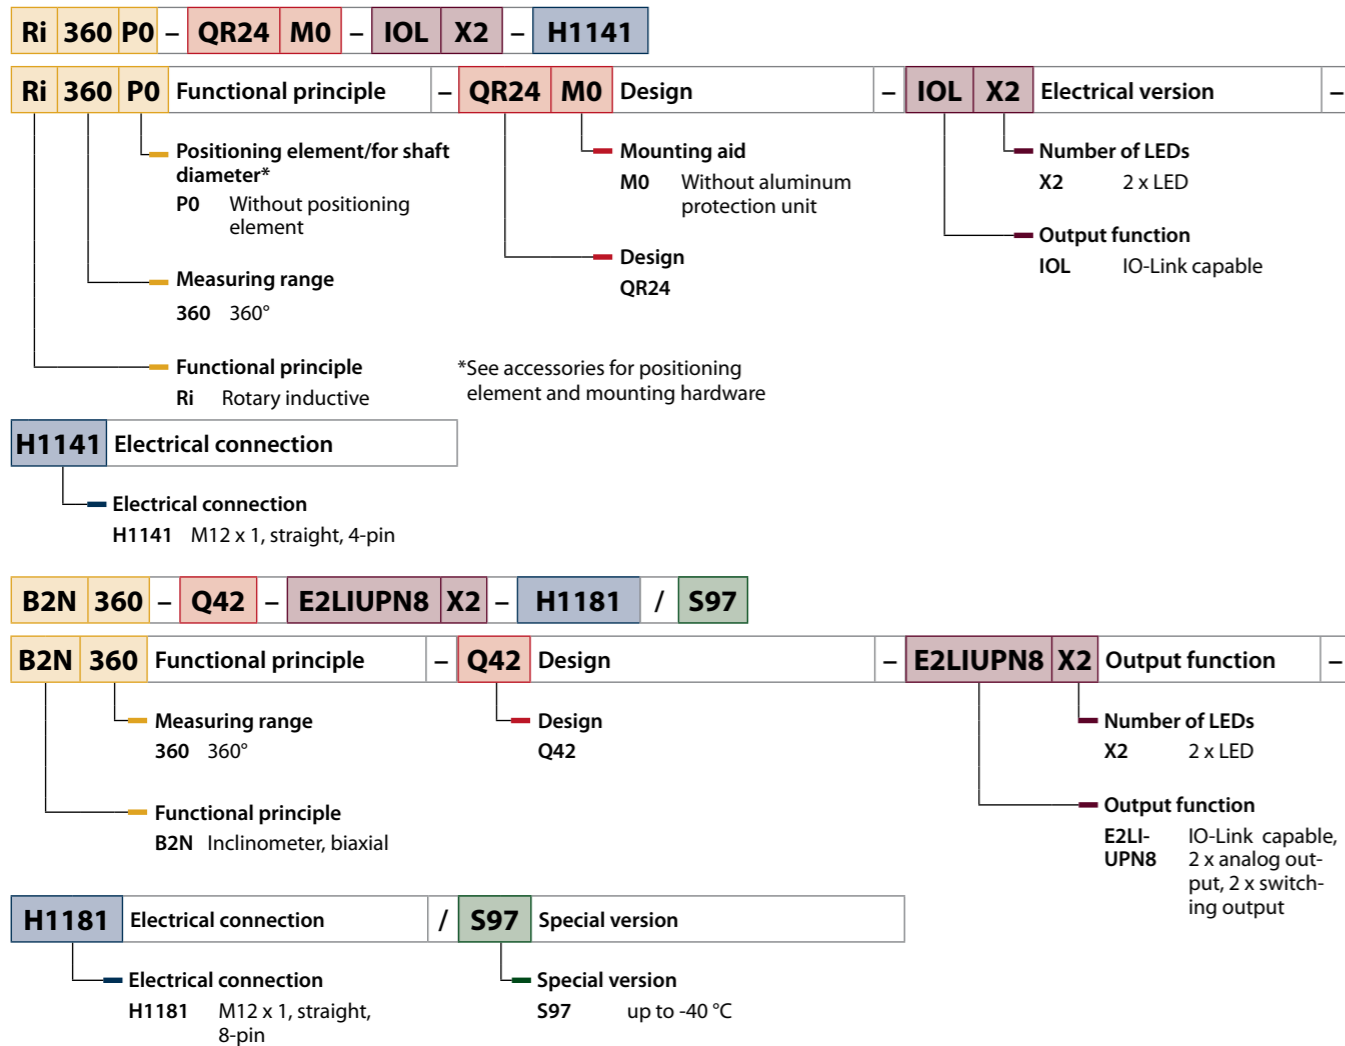 Ri 360 P0 – QR24 M0 – IOL X2 – H1141
Ri 360 P0 Functional principle – QR24 M0 Design – IOL X2 Electrical version –
Positioning element/for shaft
diameter*
P0 Without positioning
element
Measuring range
360 360°
Functional principle
Ri Rotary inductive
Mounting aid
M0 Without aluminum
protection unit
Design
QR24
*See accessories for positioning
element and mounting hardware
Number of LEDs
X2 2 x LED
Output function
IOL IO-Link capable
H1141 Electrical connection
Electrical connection
H1141 M12 x 1, straight, 4-pin
B2N 360 – Q42 – E2LIUPN8 X2 – H1181 / S97
B2N 360 Functional principle – Q42 Design – E2LIUPN8 X2 Output function –
Measuring range
360 360°
Functional principle
B2N Inclinometer, biaxial
Design
Q42
Number of LEDs
X2 2 x LED
Output function
E2LI- IO-Link capable,
UPN8 2 x analog out-
put, 2 x switch-
ing output
H1181 Electrical connection / S97 Special version
Electrical connection
H1181 M12 x 1, straight,
8-pin
Special version
S97 up to -40 °C